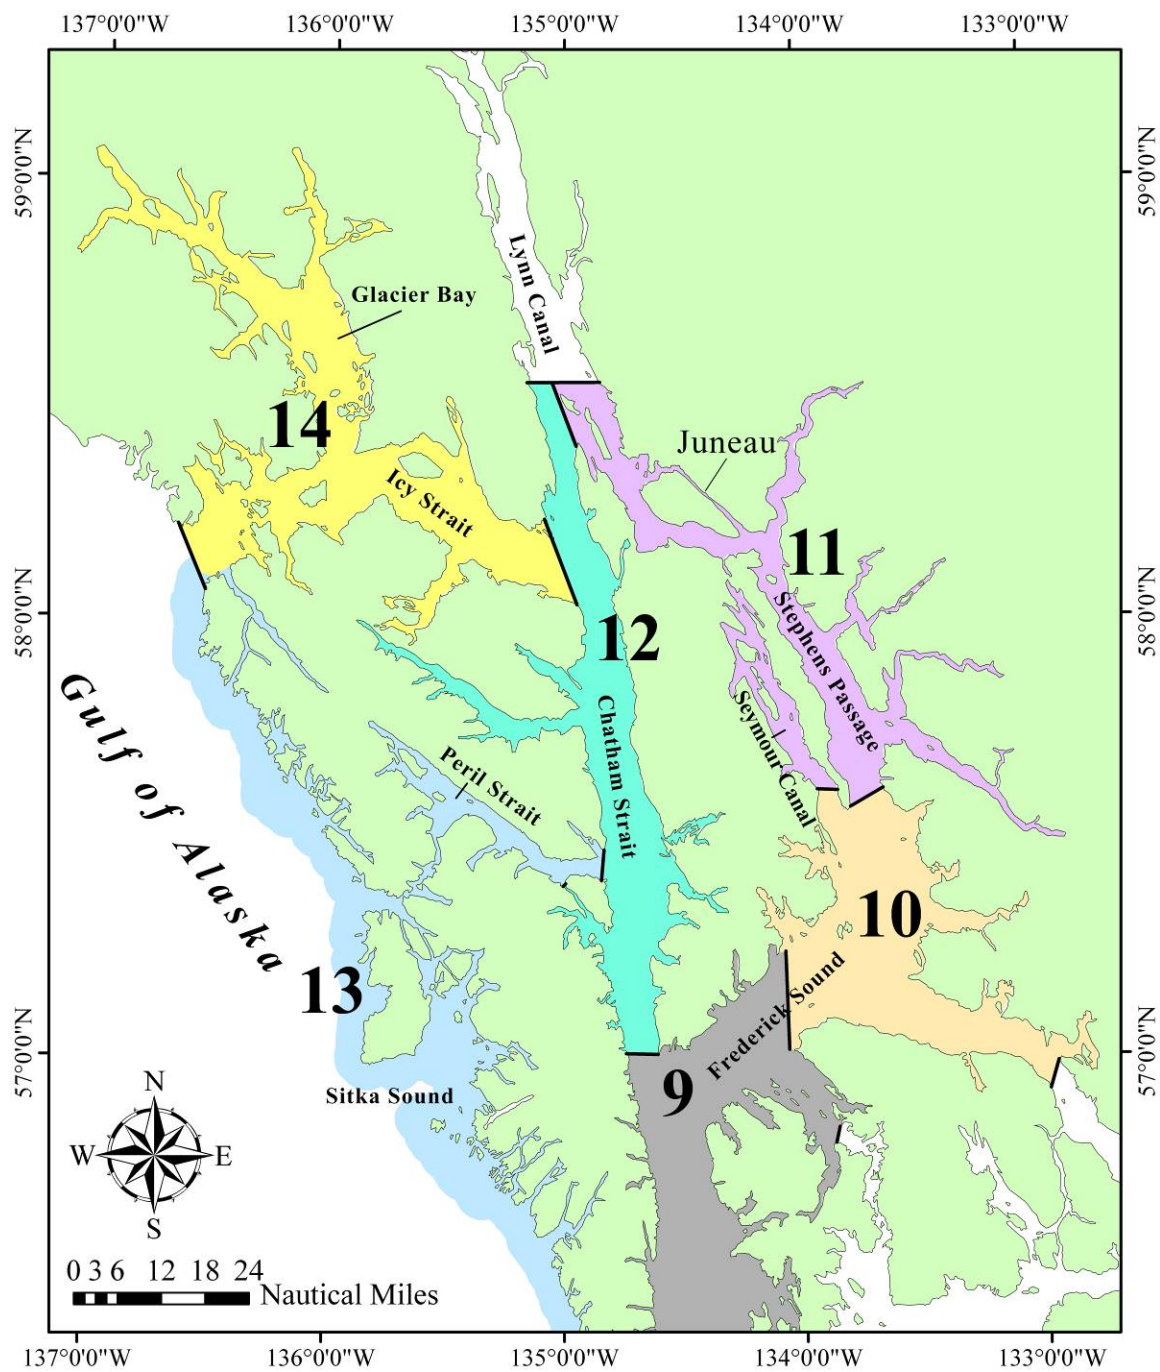 137°0'0"W 136°0'0"W 135°0'0"W 134°0'0"W 133°0'0"W
59°0'0"N
59°0'0"N
Lynn Canal
Glacier Bay
14
Juneau
Icy Strait
11
58°0'0"N
58°0'0"N
12
Stephens Passage
Gulf of Alaska
Seymour Canal
Chatham Strait
Peril Strait
10
13
Frederick Sound
57°0'0"N
57°0'0"N
9
Sitka Sound
N
W E
S
0 3 6 12 18 24
Nautical Miles
137°0'0"W 136°0'0"W 135°0'0"W 134°0'0"W 133°0'0"W